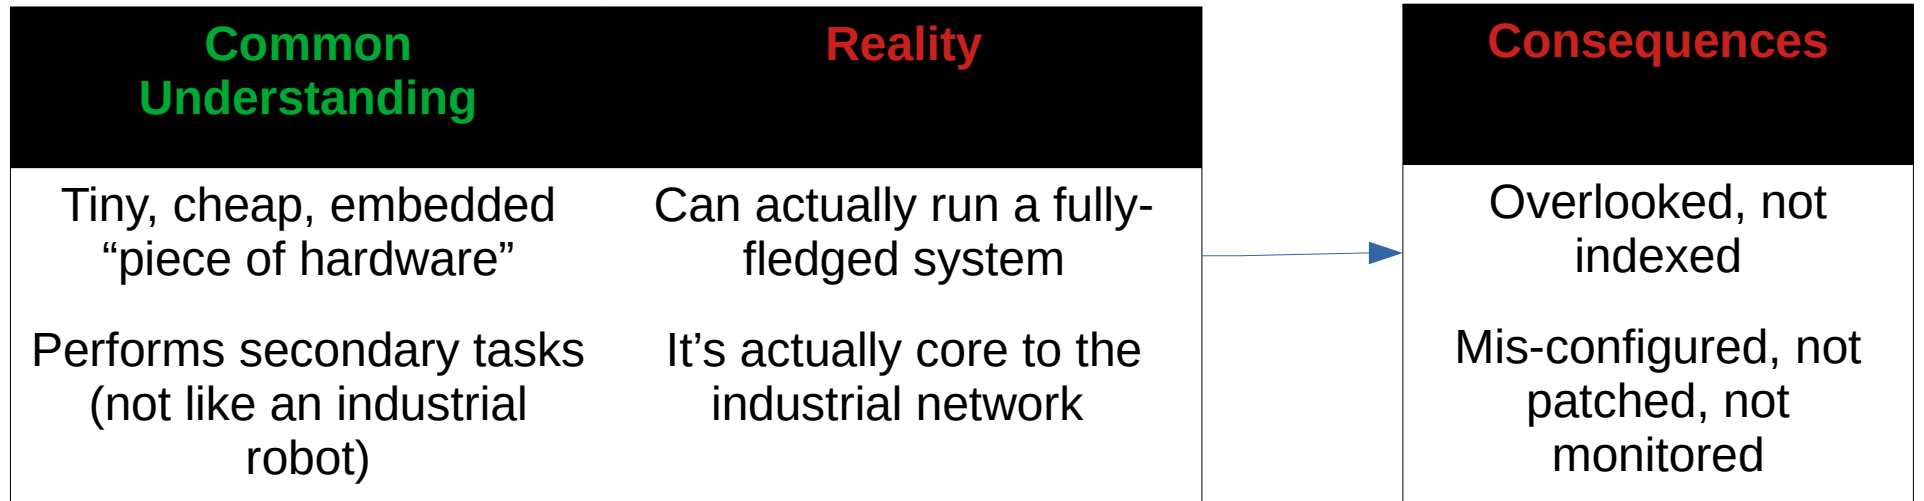 Common
Understanding
Reality
Consequences
Tiny, cheap, embedded
“piece of hardware”
Can actually run a fully-
fledged system
Overlooked, not
indexed
Performs secondary tasks
(not like an industrial
robot)
It’s actually core to the
industrial network
Mis-configured, not
patched, not
monitored